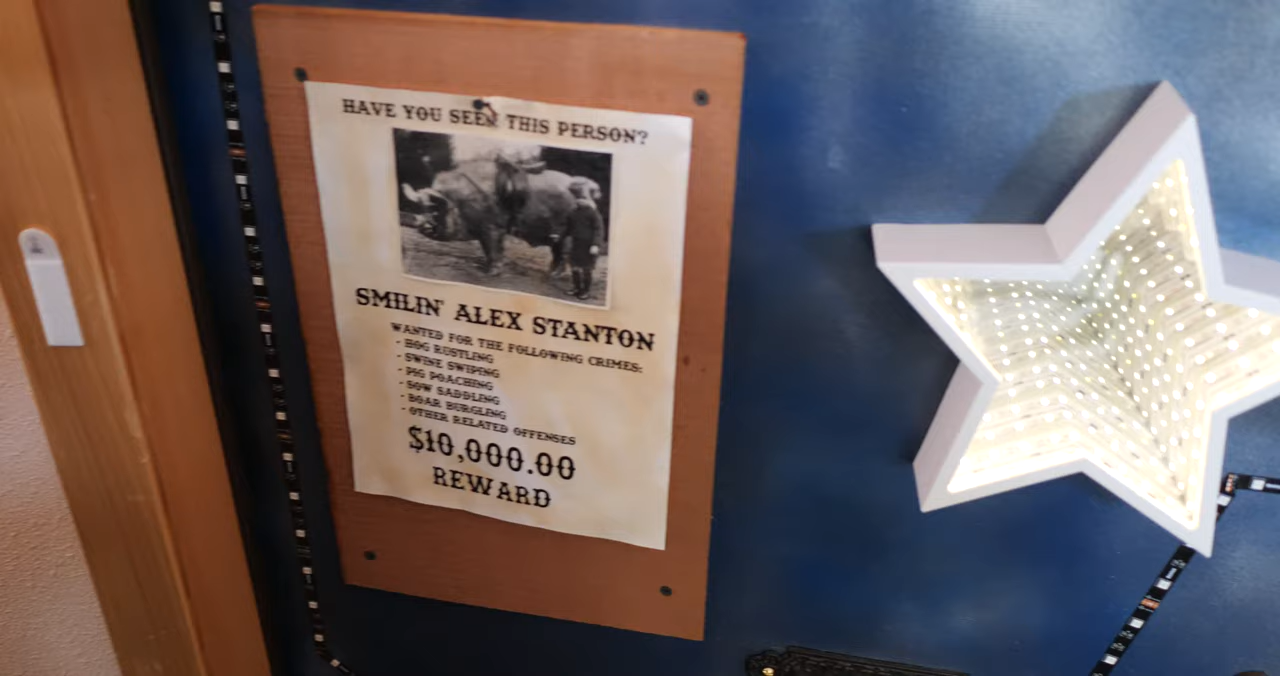 HAVE YOU SEEN THIS PERSON?
SMILIN' ALEX STANTON
WANTED FOR THE FOLLOWING CRIMES:
- HOG RUSTLING
- SWINE SWIPING
- PIG POACHING
- SOW SADDLING
- BOAR BURGLING
- OTHER RELATED OFFENSES
$10,000.00
REWARD